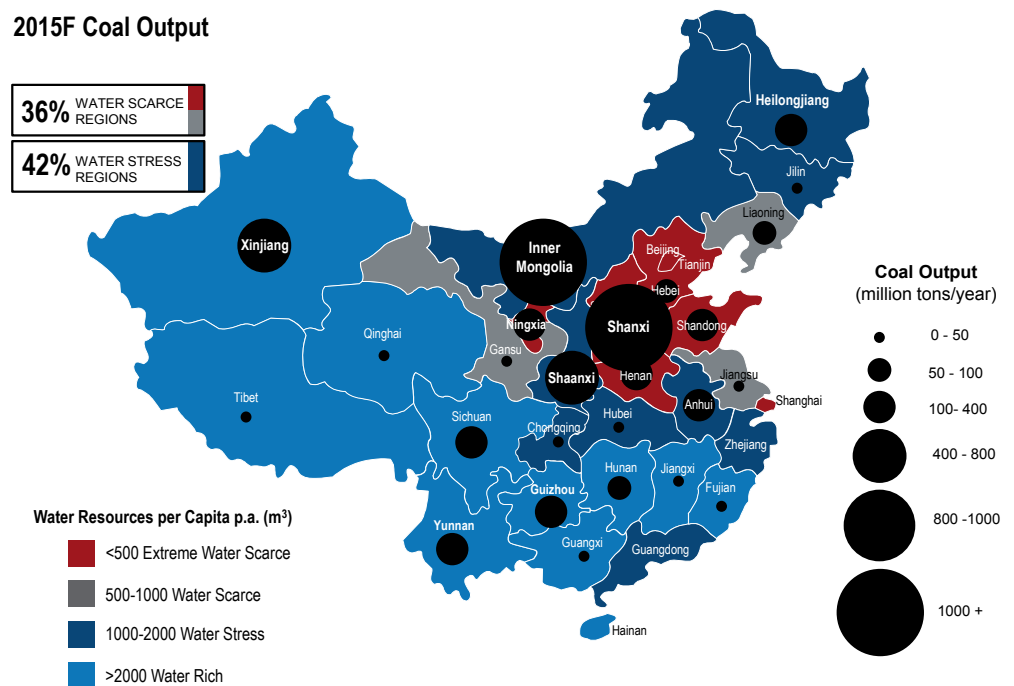 2015F Coal Output
36% WATER SCARCE
REGIONS
42% WATER STRESS
REGIONS
Heilongjiang
Jilin
Liaoning
Xinjiang
Inner
Mongolia
Beijing
Tianjin
Hebei
Ningxia
Shanxi
Shandong
Qinghai
Gansu
Shaanxi
Henan
Jiangsu
Tibet
Anhui
Shanghai
Sichuan
Chongqing
Hubei
Zhejiang
Hunan
Jiangxi
Fujian
Guizhou
Yunnan
Guangxi
Guangdong
Hainan
Coal Output
(million tons/year)
0 - 50
50 - 100
100- 400
400 - 800
800 -1000
1000 +
Water Resources per Capita p.a. (m³)
<500 Extreme Water Scarce
500-1000 Water Scarce
1000-2000 Water Stress
>2000 Water Rich